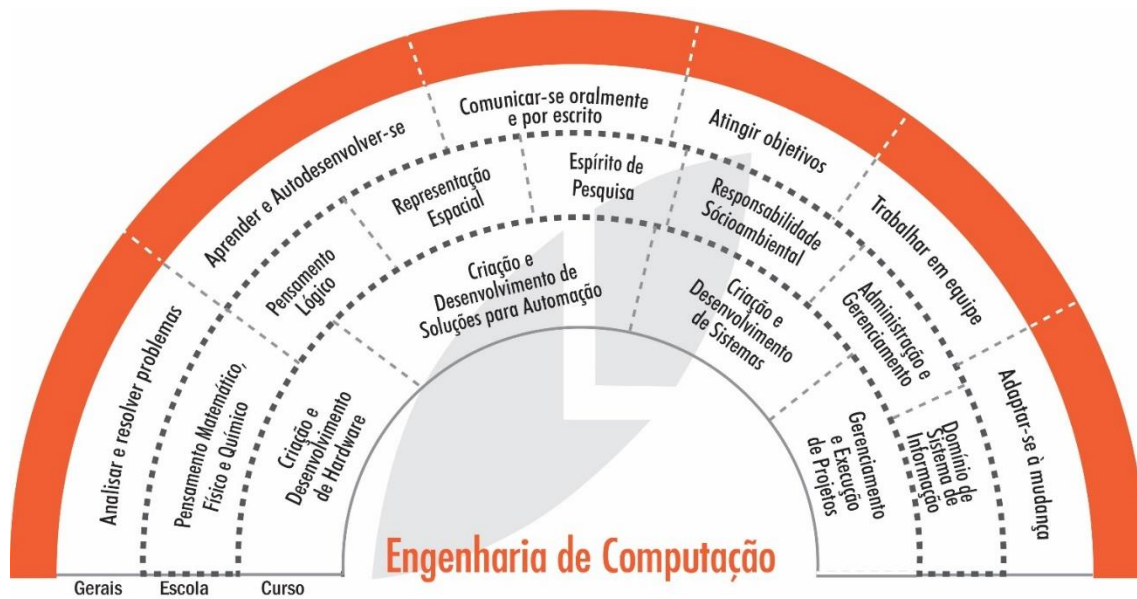 Analisar e resolver problemas
Aprender e Autodesenvolver-se
Comunicar-se oralmente
e por escrito
Atingir objetivos
Trabalhar em equipe
Adaptar-se à mudança
Pensamento Matemático,
Físico e Químico
Pensamento
Lógico
Representação
Espacial
Espírito de
Pesquisa
Responsabilidade
Sócioambiental
Administração e
Gerenciamento
Domínio de
Sistema de
Informação
Criação e
Desenvolvimento
de Hardware
Criação e
Desenvolvimento de
Soluções para Automação
Criação e
Desenvolvimento
de Sistemas
Gerenciamento
e Execução
de Projetos
Engenharia de Computação
Gerais Escola Curso